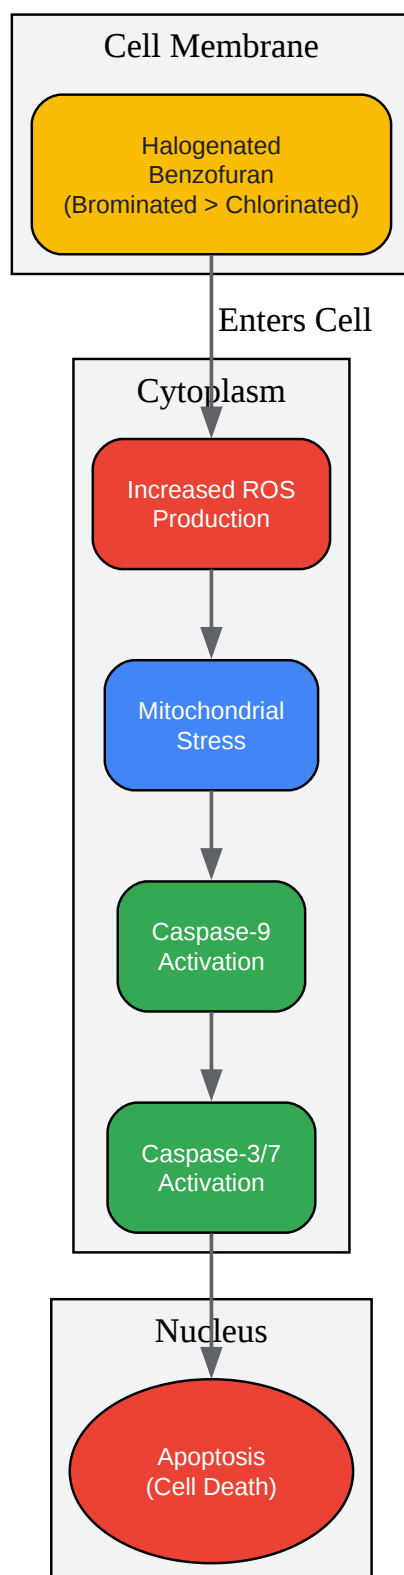 Cell Membrane
Halogenated
Benzofuran
(Brominated > Chlorinated)
Enters Cell
Cytoplasm
Increased ROS
Production
Mitochondrial
Stress
Caspase-9
Activation
Caspase-3/7
Activation
Nucleus
Apoptosis
(Cell Death)